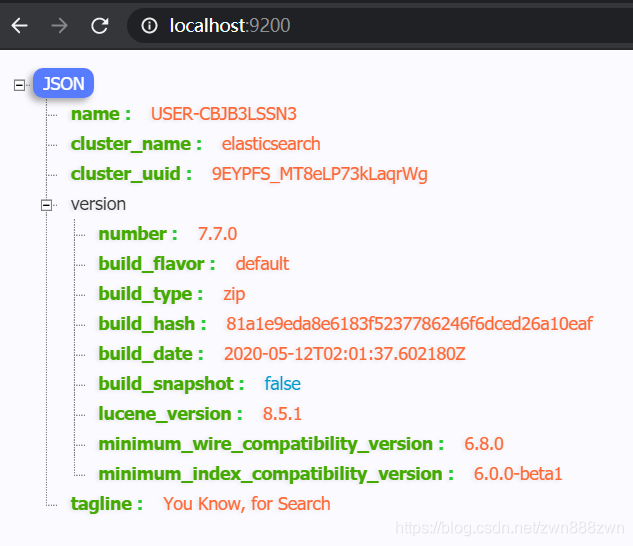 localhost:9200
JSON
name : USER-CBJB3LSSN3
cluster_name : elasticsearch
cluster_uuid : 9EYPFS_MT8eLP73kLaqrWg
version
number : 7.7.0
build_flavor : default
build_type : zip
build_hash : 81a1e9eda8e6183f5237786246f6dced26a10eaf
build_date : 2020-05-12T02:01:37.602180Z
build_snapshot : false
lucene_version : 8.5.1
minimum_wire_compatibility_version : 6.8.0
minimum_index_compatibility_version : 6.0.0-beta1
tagline : You Know, for Search
https://blog.csdn.net/zwn888zwn